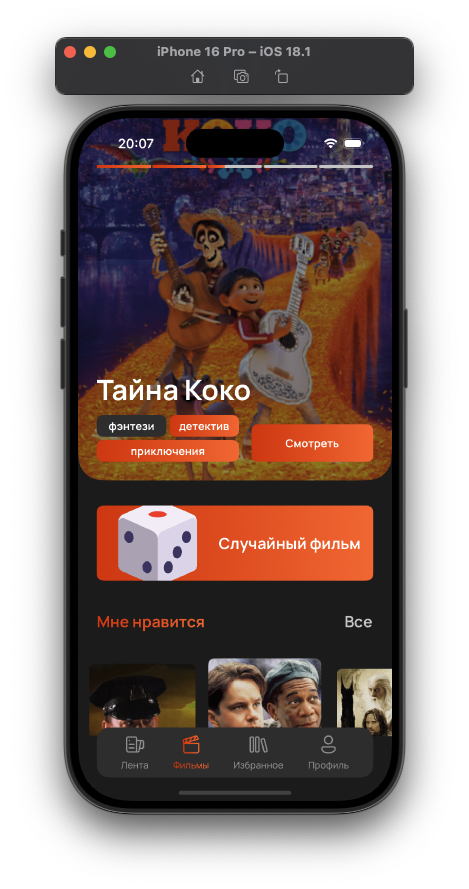 iPhone 16 Pro – iOS 18.1
20:07
КОКО
Тайна Коко
фэнтези
детектив
приключения
Смотреть
Случайный фильм
Мне нравится
Все
Лента
Фильмы
Избранное
Профиль